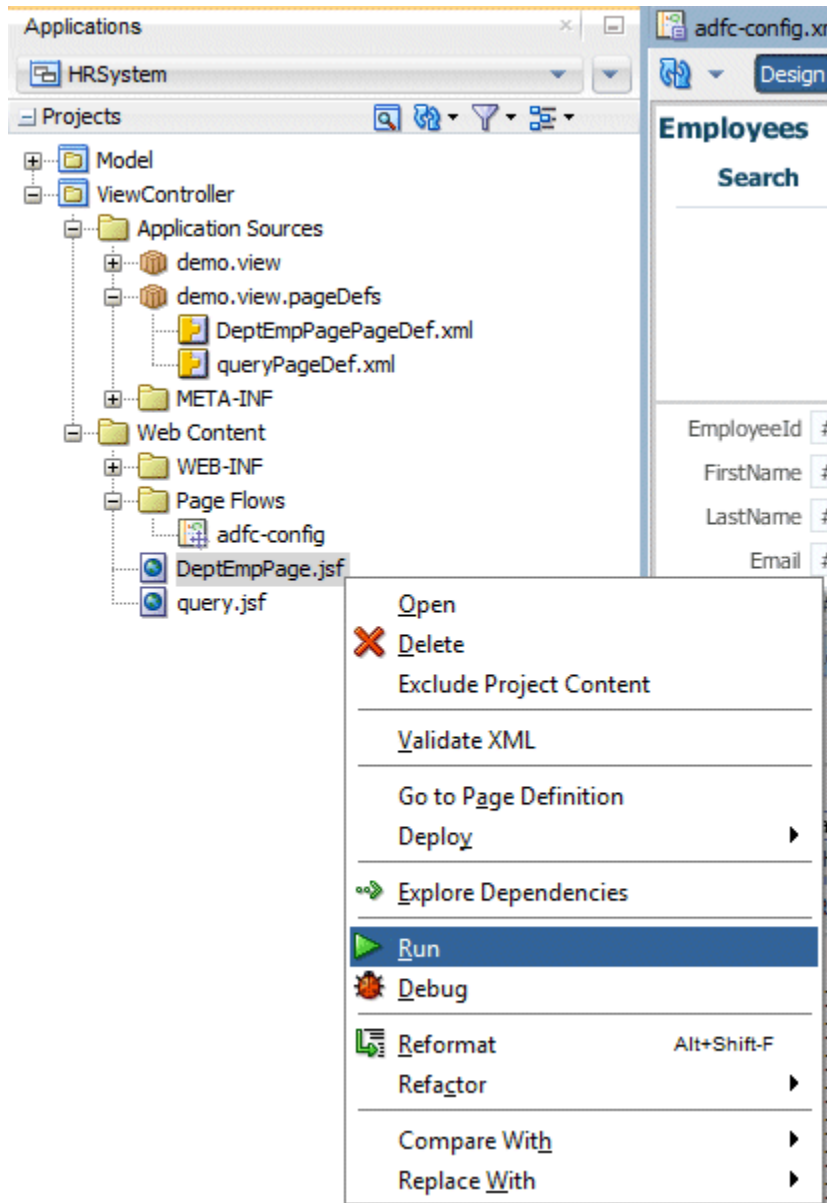 Applications
adfc-config.xm
HRSystem
Design
Projects
Employees
Model
Search
ViewController
Application Sources
demo.view
demo.view.pageDefs
DeptEmpPagePageDef.xml
queryPageDef.xml
META-INF
Web Content
EmployeeId #
WEB-INF
FirstName #
Page Flows
LastName #
adfc-config
Email #
DeptEmpPage.jsf
query.jsf
Open
Delete
Exclude Project Content
Validate XML
Go to Page Definition
Deploy
Explore Dependencies
Run
Debug
Reformat Alt+Shift-F
Refactor
Compare With
Replace With